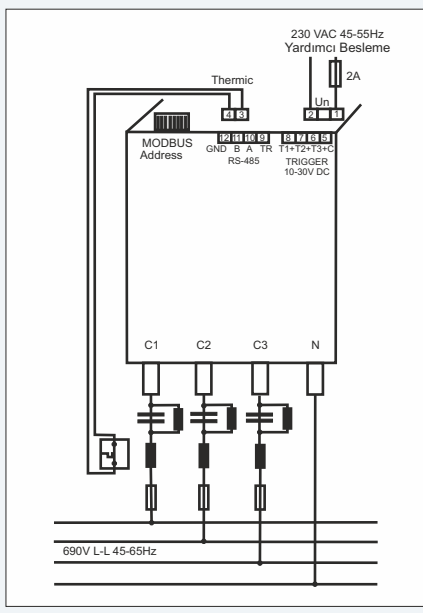 230 VAC 45-55Hz
Yardımcı Besleme
2A
Thermic
Un
4 3
2 1
MODBUS
Address
12 11 10 9
8 7 6 5
GND B A TR
T1+T2+T3+C
RS-485
TRIGGER
10-30V DC
C1 C2 C3 N
690V L-L 45-65Hz